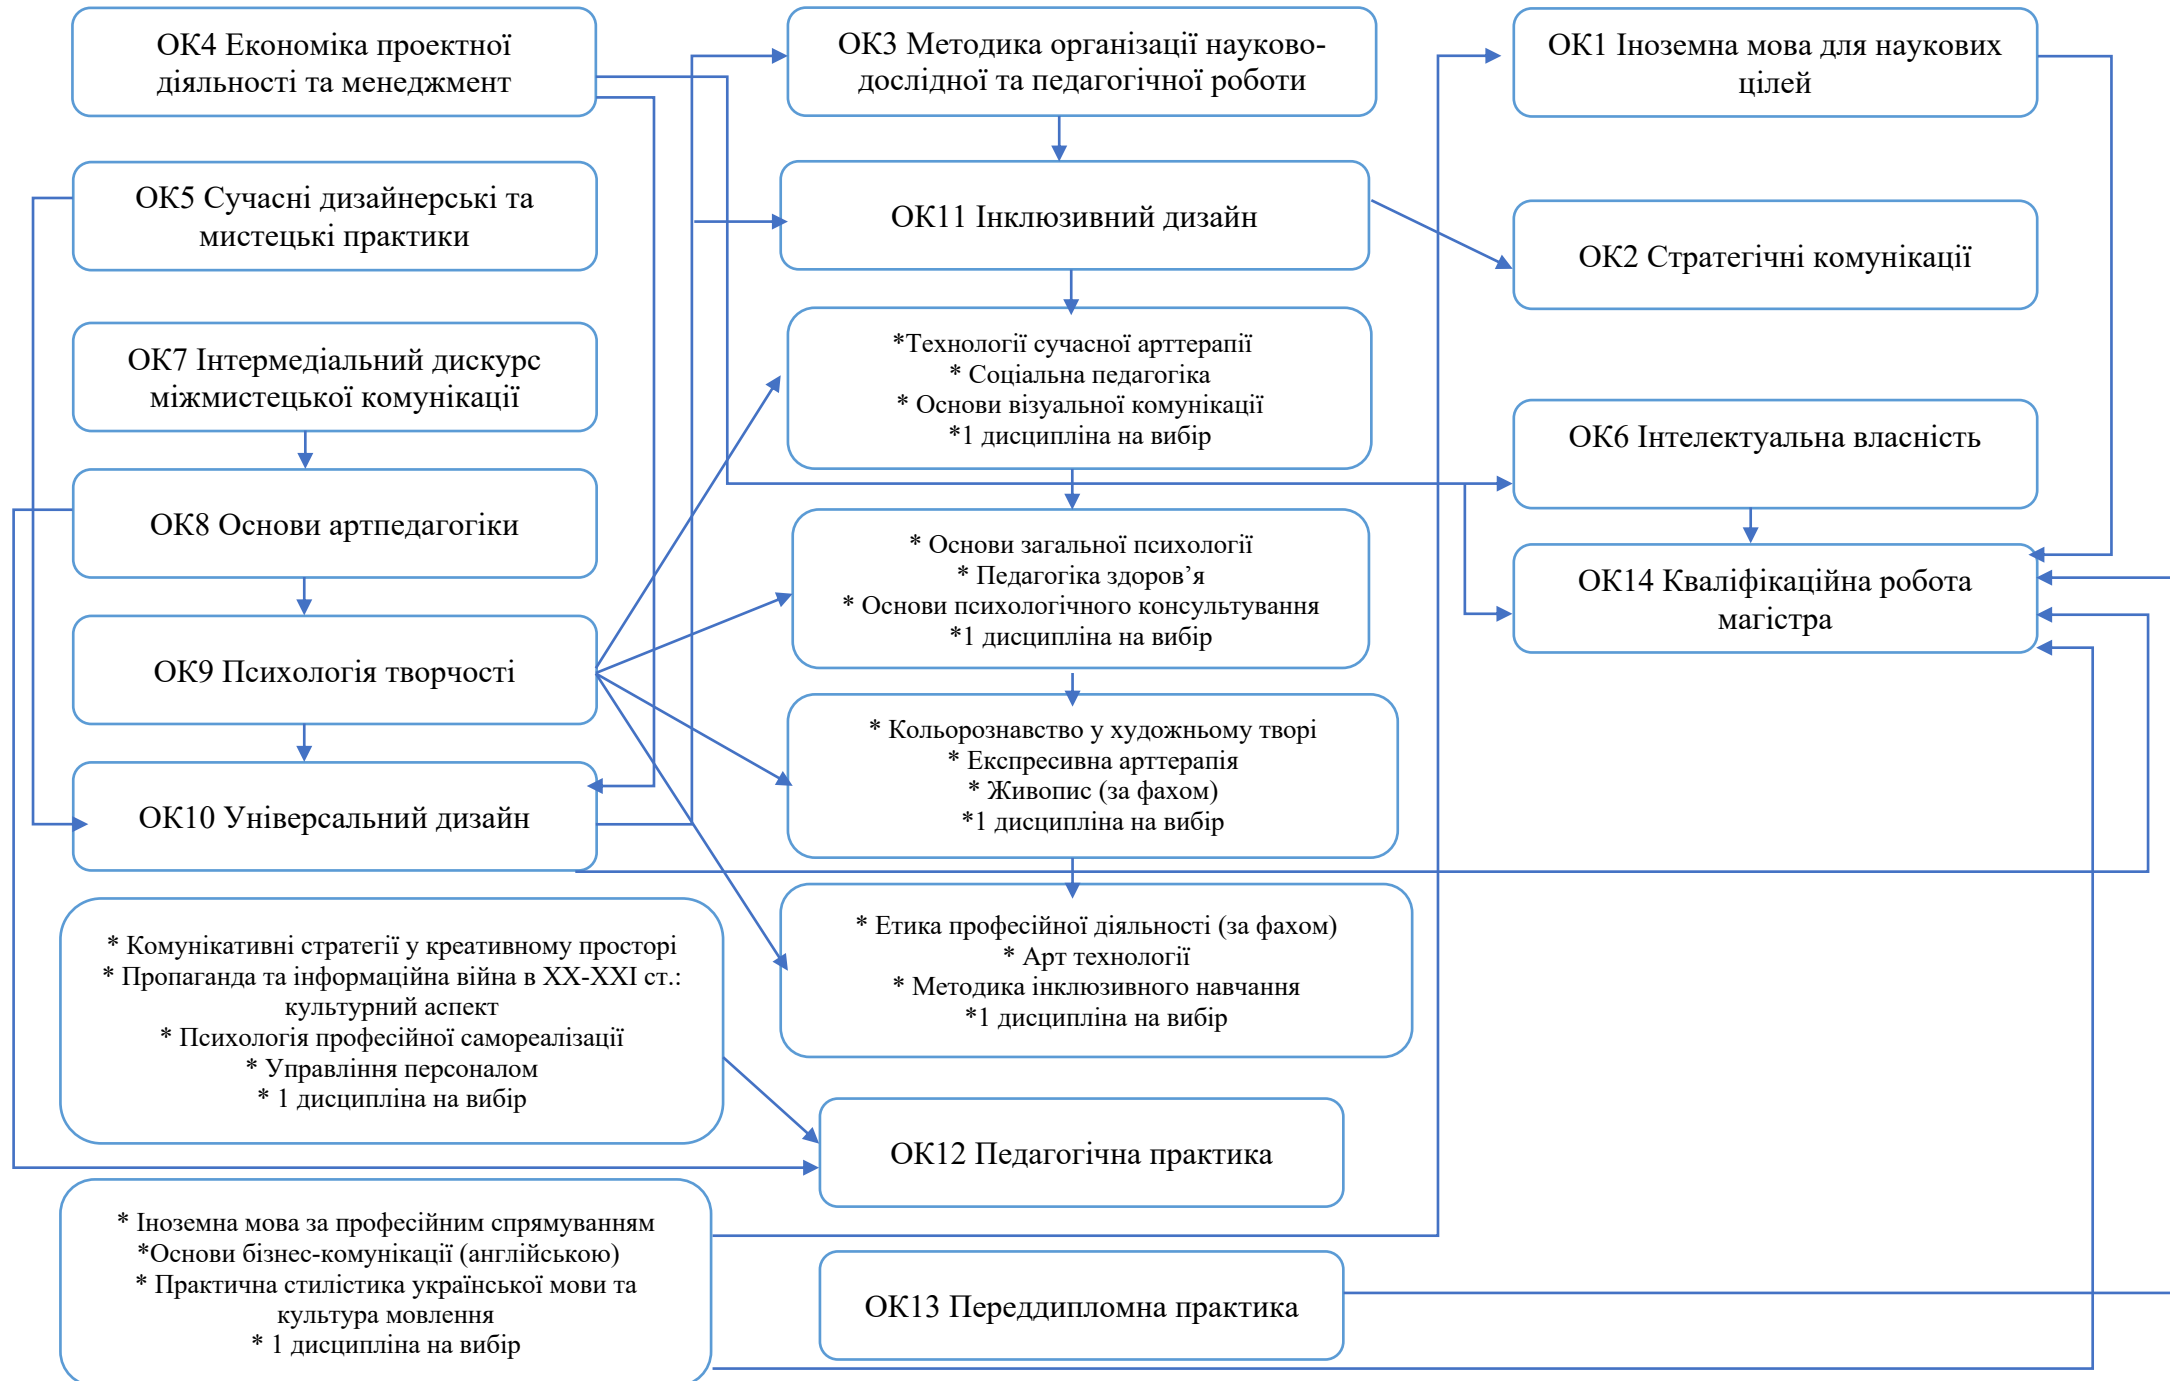 ОК4 Економіка проектної
діяльності та менеджмент
ОК5 Сучасні дизайнерські та
мистецькі практики
ОК7 Інтермедіальний дискурс
міжмистецької комунікації
ОК8 Основи артпедагогіки
ОК9 Психологія творчості
ОК10 Універсальний дизайн
* Комунікативні стратегії у креативному просторі
* Пропаганда та інформаційна війна в ХХ-ХХІ ст.:
культурний аспект
* Психологія професійної самореалізації
* Управління персоналом
* 1 дисципліна на вибір
* Іноземна мова за професійним спрямуванням
*Основи бізнес-комунікації (англійською)
* Практична стилістика української мови та
культура мовлення
* 1 дисципліна на вибір
ОК3 Методика організації науково-
дослідної та педагогічної роботи
ОК11 Інклюзивний дизайн
*Технології сучасної арттерапії
* Соціальна педагогіка
* Основи візуальної комунікації
*1 дисципліна на вибір
* Основи загальної психології
* Педагогіка здоров’я
* Основи психологічного консультування
*1 дисципліна на вибір
* Кольорознавство у художньому творі
* Експресивна арттерапія
* Живопис (за фахом)
*1 дисципліна на вибір
* Етика професійної діяльності (за фахом)
* Арт технології
* Методика інклюзивного навчання
*1 дисципліна на вибір
ОК12 Педагогічна практика
ОК13 Переддипломна практика
ОК1 Іноземна мова для наукових
цілей
ОК2 Стратегічні комунікації
ОК6 Інтелектуальна власність
ОК14 Кваліфікаційна робота
магістра